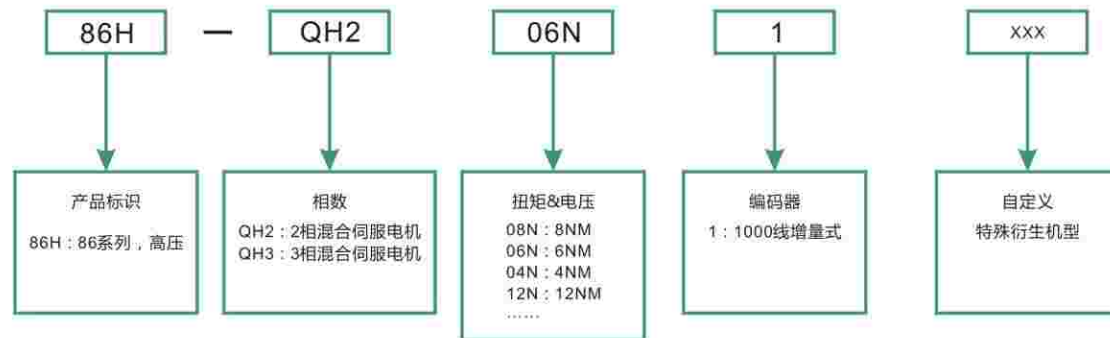 86H — QH2 06N 1 XXX
产品标识
86H：86系列，高压
相数
QH2：2相混合伺服电机
QH3：3相混合伺服电机
扭矩&电压
08N：8NM
06N：6NM
04N：4NM
12N：12NM
……
编码器
1：1000线增量式
自定义
特殊衍生机型